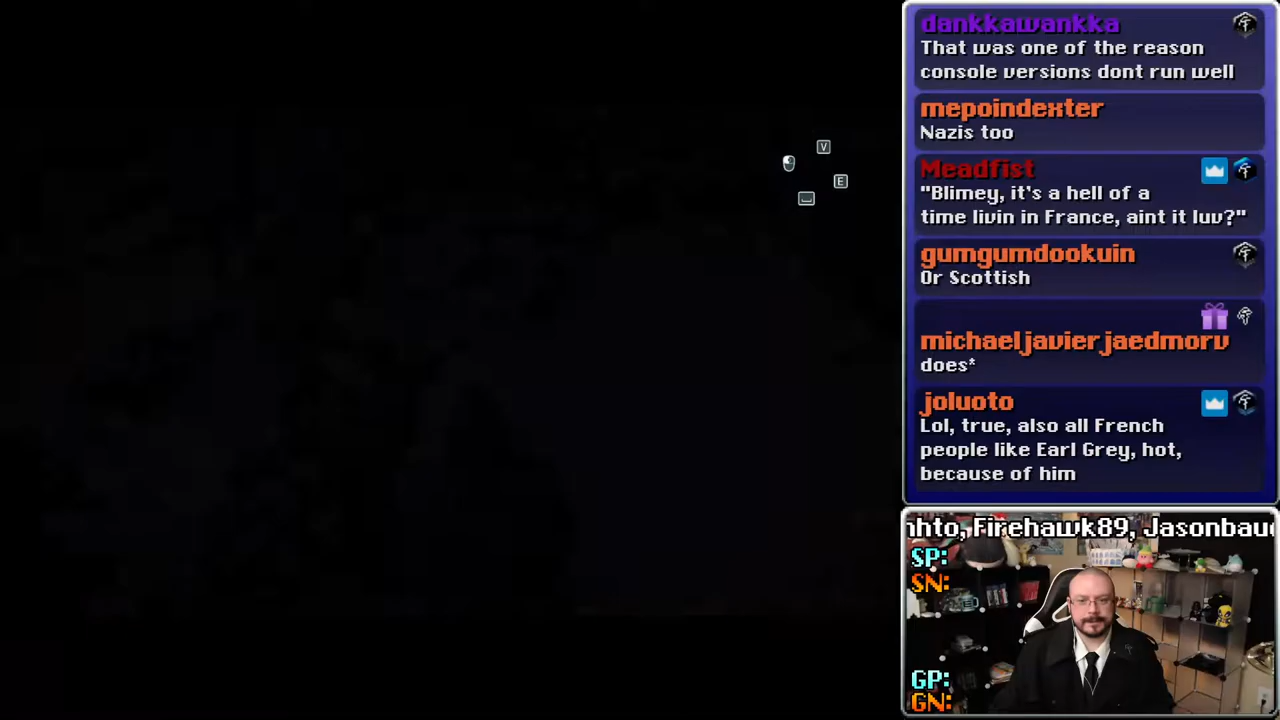 V
E
dankkawankka
That was one of the reason
console versions dont run well
mepoindexter
Nazis too
Meadfist
"Blimey, it's a hell of a
time livin in France, aint it luv?"
gumgumdookuin
Or Scottish
michaeljavierjaedmorv
does*
joluoto
Lol, true, also all French
people like Earl Grey, hot,
because of him
nhto, Firehawk89, Jasonbau
SP:
SN:
GP:
GN: